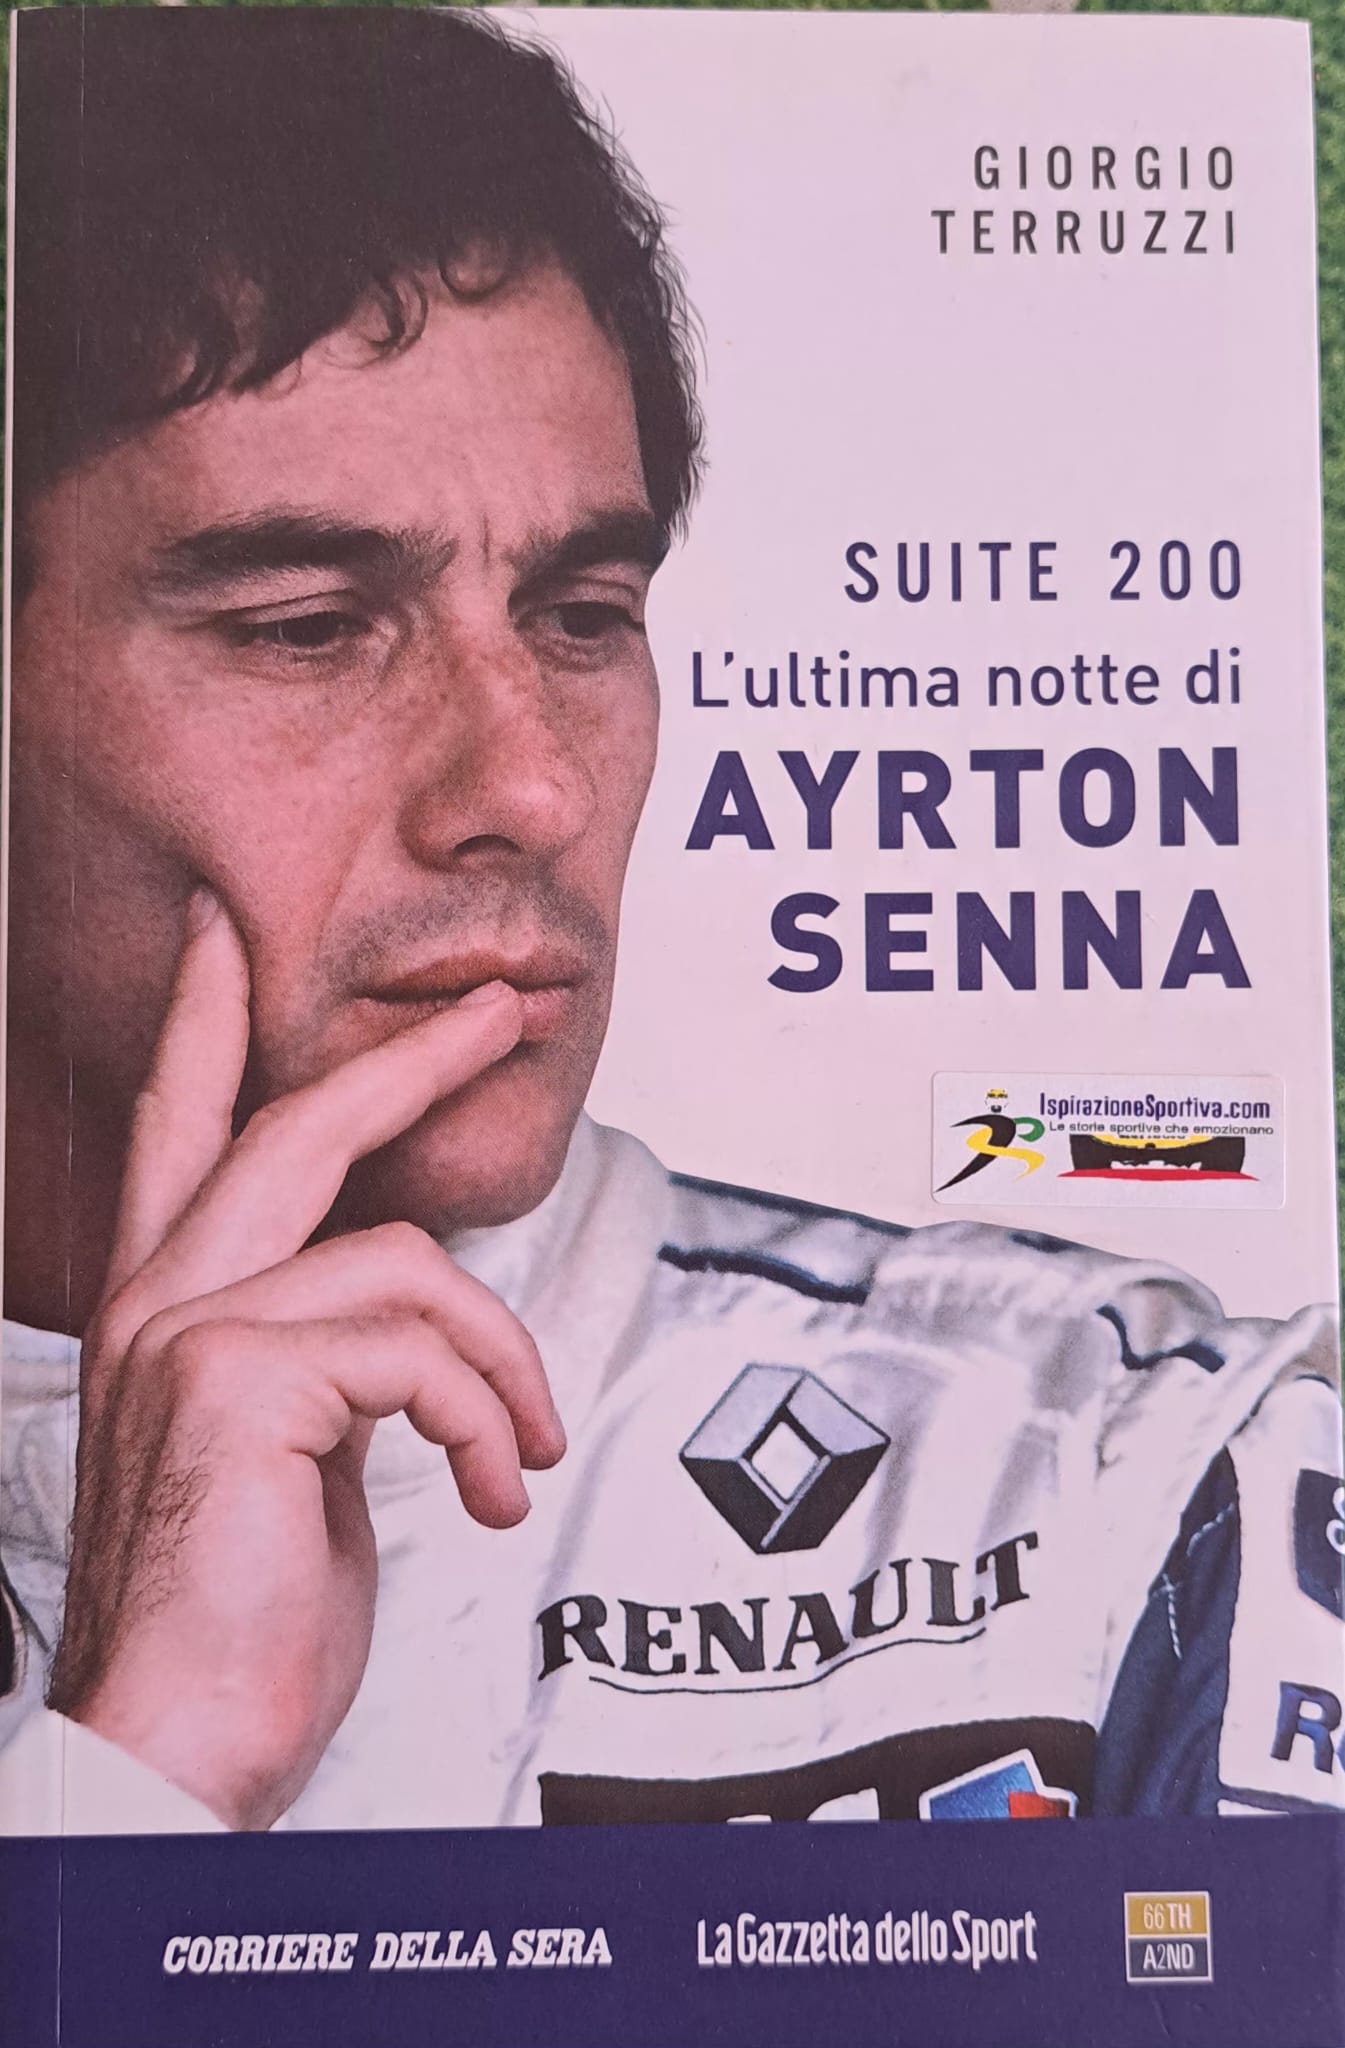 GIORGIO
TERRUZZI
SUITE 200
L'ultima notte di
AYRTON
SENNA
IspirazioneSportiva.com
Le storie sportive che emozionano
RENAULT
CORRIERE DELLA SERA
La Gazzetta dello Sport
66TH
A2ND